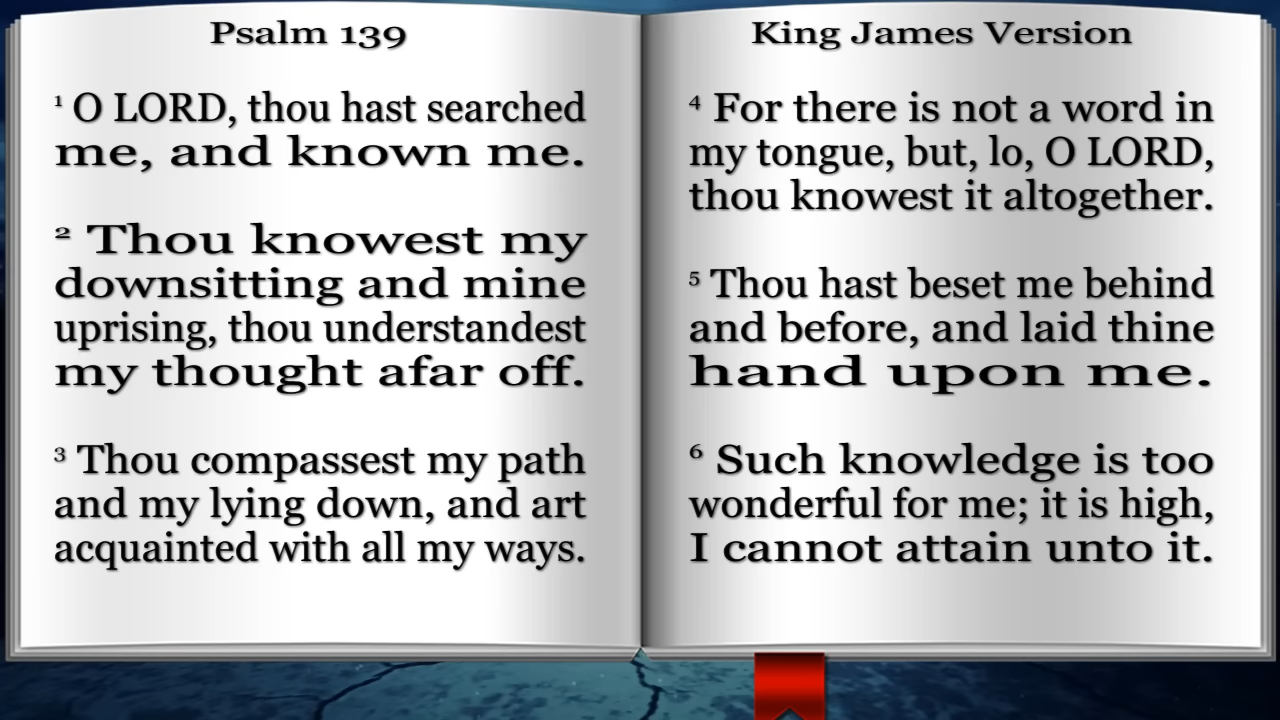 Psalm 139
¹ O LORD, thou hast searched
me, and known me.
² Thou knowest my
downsitting and mine
uprising, thou understandest
my thought afar off.
³ Thou compassest my path
and my lying down, and art
acquainted with all my ways.
King James Version
⁴ For there is not a word in
my tongue, but, lo, O LORD,
thou knowest it altogether.
⁵ Thou hast beset me behind
and before, and laid thine
hand upon me.
⁶ Such knowledge is too
wonderful for me; it is high,
I cannot attain unto it.